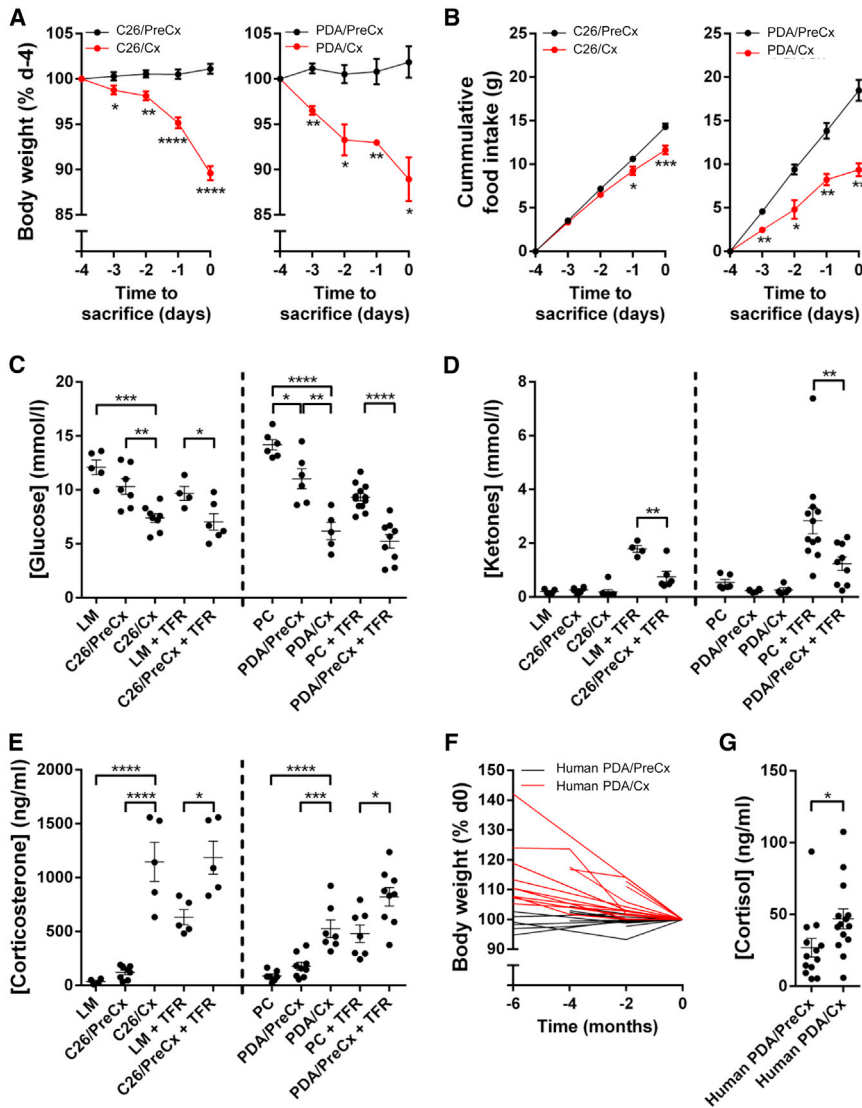 A
C26/PreCx
C26/Cx
Body weight (% d-4)
105
100
95
90
85
*
**
****
****
-4 -3 -2 -1 0
Time to
sacrifice (days)
PDA/PreCx
PDA/Cx
105
100
95
90
85
**
*
**
*
-4 -3 -2 -1 0
Time to
sacrifice (days)
B
C26/PreCx
C26/Cx
Cummulative
food intake (g)
25
20
15
10
5
0
*
***
-4 -3 -2 -1 0
Time to
sacrifice (days)
PDA/PreCx
PDA/Cx
25
20
15
10
5
0
**
*
**
**
-4 -3 -2 -1 0
Time to
sacrifice (days)
C
[Glucose] (mmol/l)
20
15
10
5
0
***
**
*
****
*
**
****
LM
C26/PreCx
C26/Cx
LM + TFR
C26/PreCx + TFR
PC
PDA/PreCx
PDA/Cx
PC + TFR
PDA/PreCx + TFR
D
[Ketones] (mmol/l)
8
6
4
2
0
**
**
LM
C26/PreCx
C26/Cx
LM + TFR
C26/PreCx + TFR
PC
PDA/PreCx
PDA/Cx
PC + TFR
PDA/PreCx + TFR
E
[Corticosterone] (ng/ml)
2000
1500
1000
500
0
****
****
*
****
***
*
LM
C26/PreCx
C26/Cx
LM + TFR
C26/PreCx + TFR
PC
PDA/PreCx
PDA/Cx
PC + TFR
PDA/PreCx + TFR
F
Human PDA/PreCx
Human PDA/Cx
Body weight (% d0)
150
140
130
120
110
100
90
-6 -4 -2 0
Time (months)
G
[Cortisol] (ng/ml)
150
100
50
0
*
Human PDA/PreCx
Human PDA/Cx